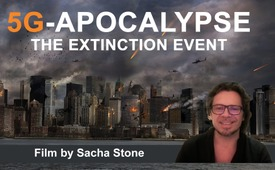 5G-APOCALYPSE
THE EXTINCTION EVENT
Film by Sacha Stone